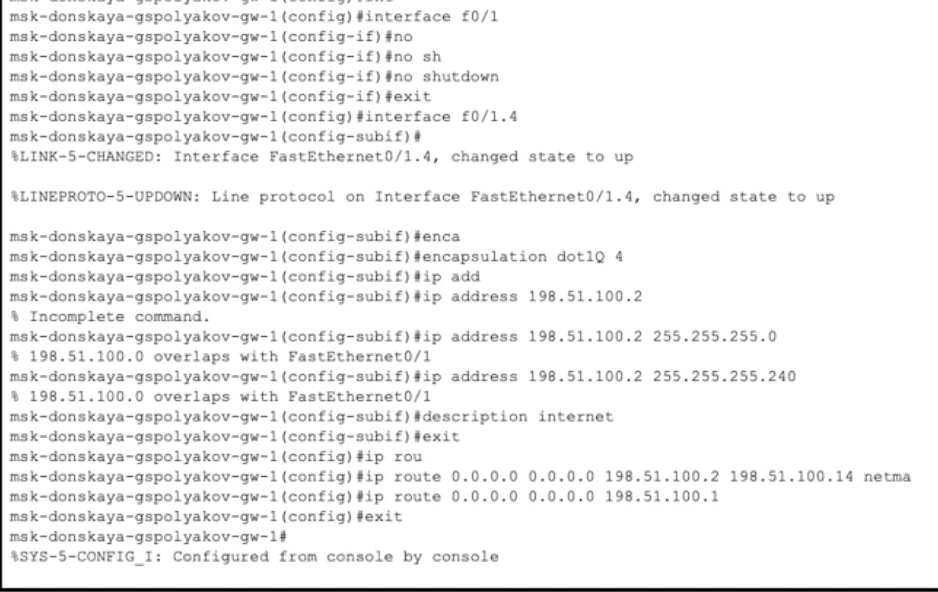 msk-donskaya-gspolyakov-gw-1(config)#interface f0/1
msk-donskaya-gspolyakov-gw-1(config-if)#no
msk-donskaya-gspolyakov-gw-1(config-if)#no sh
msk-donskaya-gspolyakov-gw-1(config-if)#no shutdown
msk-donskaya-gspolyakov-gw-1(config-if)#exit
msk-donskaya-gspolyakov-gw-1(config)#interface f0/1.4
msk-donskaya-gspolyakov-gw-1(config-subif)#
%LINK-5-CHANGED: Interface FastEthernet0/1.4, changed state to up
%LINEPROTO-5-UPDOWN: Line protocol on Interface FastEthernet0/1.4, changed state to up
msk-donskaya-gspolyakov-gw-1(config-subif)#enca
msk-donskaya-gspolyakov-gw-1(config-subif)#encapsulation dot1Q 4
msk-donskaya-gspolyakov-gw-1(config-subif)#ip add
msk-donskaya-gspolyakov-gw-1(config-subif)#ip address 198.51.100.2
% Incomplete command.
msk-donskaya-gspolyakov-gw-1(config-subif)#ip address 198.51.100.2 255.255.255.0
% 198.51.100.0 overlaps with FastEthernet0/1
msk-donskaya-gspolyakov-gw-1(config-subif)#ip address 198.51.100.2 255.255.255.240
% 198.51.100.0 overlaps with FastEthernet0/1
msk-donskaya-gspolyakov-gw-1(config-subif)#description internet
msk-donskaya-gspolyakov-gw-1(config-subif)#exit
msk-donskaya-gspolyakov-gw-1(config)#ip rou
msk-donskaya-gspolyakov-gw-1(config)#ip route 0.0.0.0 0.0.0.0 198.51.100.2 198.51.100.14 netma
msk-donskaya-gspolyakov-gw-1(config)#ip route 0.0.0.0 0.0.0.0 198.51.100.1
msk-donskaya-gspolyakov-gw-1(config)#exit
msk-donskaya-gspolyakov-gw-1#
%SYS-5-CONFIG_I: Configured from console by console